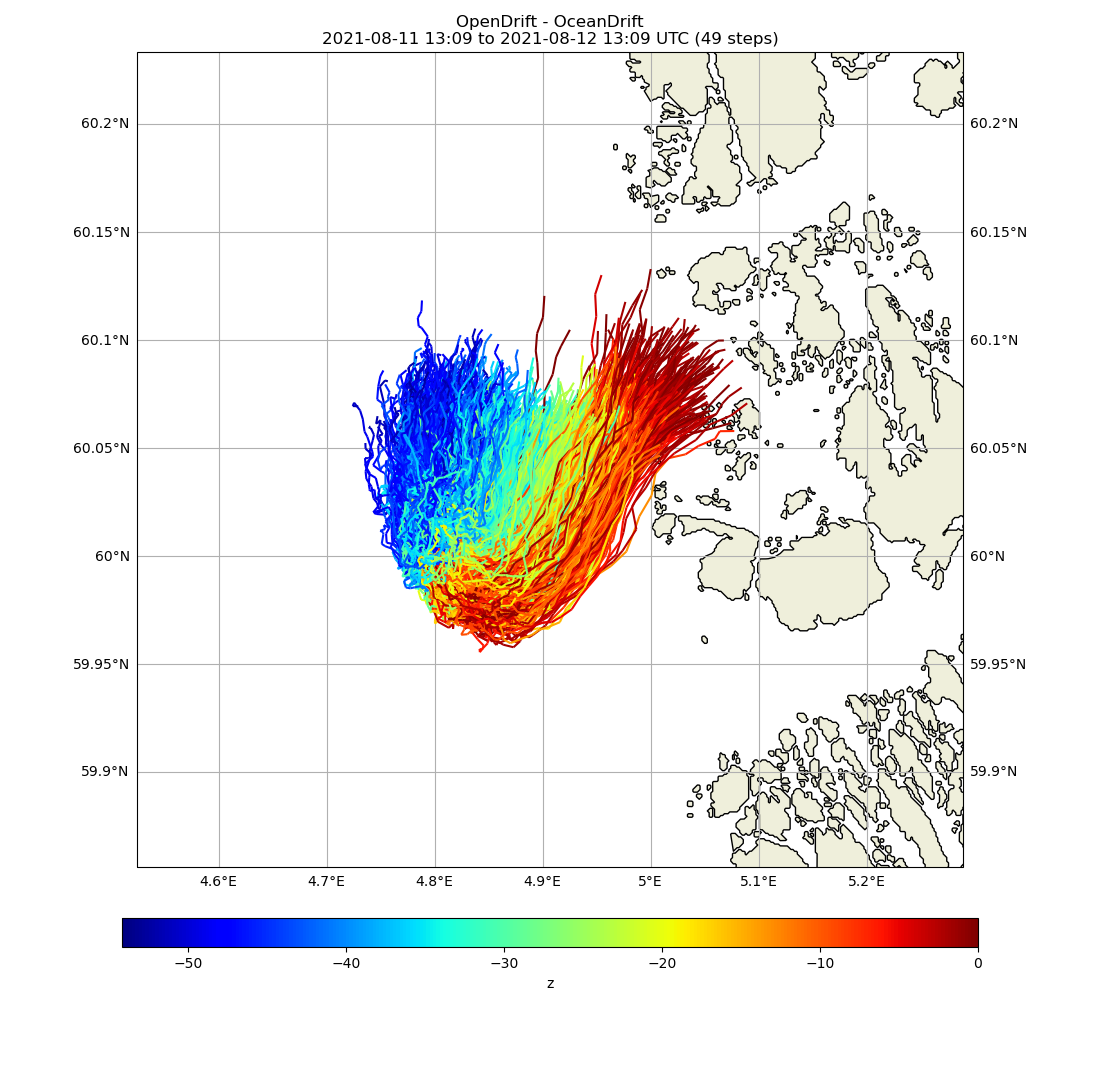 OpenDrift - OceanDrift
2021-08-11 13:09 to 2021-08-12 13:09 UTC (49 steps)
60.2°N 60.2°N
60.15°N 60.15°N
60.1°N 60.1°N
60.05°N 60.05°N
60°N 60°N
59.95°N 59.95°N
59.9°N 59.9°N
4.6°E 4.7°E 4.8°E 4.9°E 5°E 5.1°E 5.2°E
−50 −40 −30 −20 −10 0
z